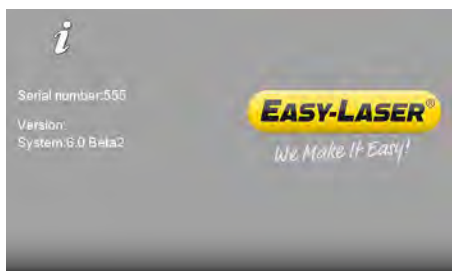 i
Serial number:555
Version:
System:6.0 Beta2
EASY-LASER®
We Make It Easy!